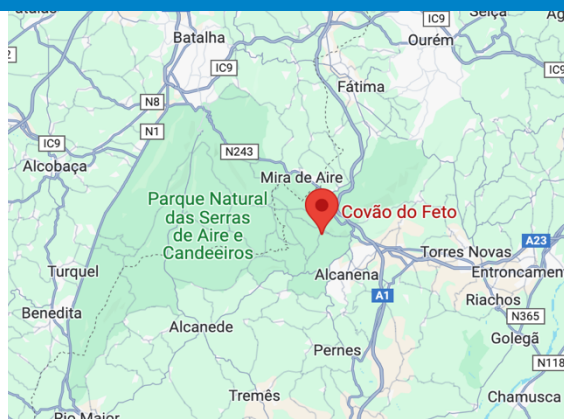 IC9
Ourém
Batalha
IC9
Fátima
IC9
N8
N1
IC9
N243
Alcobaça
Mira de Aire
Parque Natural
das Serras
de Aire e
Candeeiros
Covão do Feto
A23
Torres Novas
Turquel
Alcanena
Entroncamen
A1
Riachos
Benedita
N365
Alcanede
Golegã
Pernes
N118
Tremês
Chamusca
Rio Maior